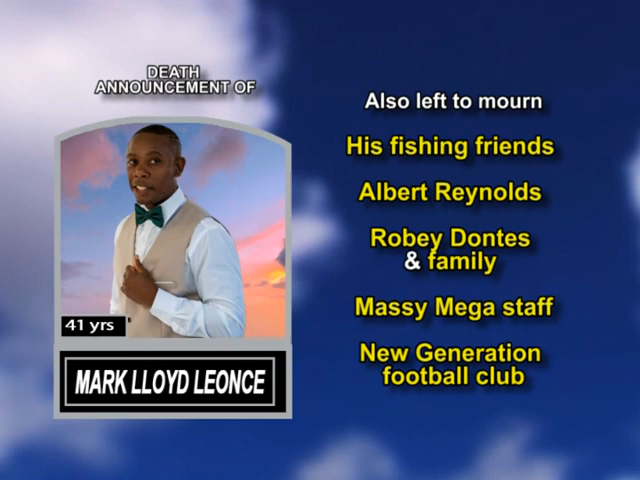 DEATH
ANNOUNCEMENT OF
41 yrs
MARK LLOYD LEONCE
Also left to mourn
His fishing friends
Albert Reynolds
Robey Dontes
& family
Massy Mega staff
New Generation
football club